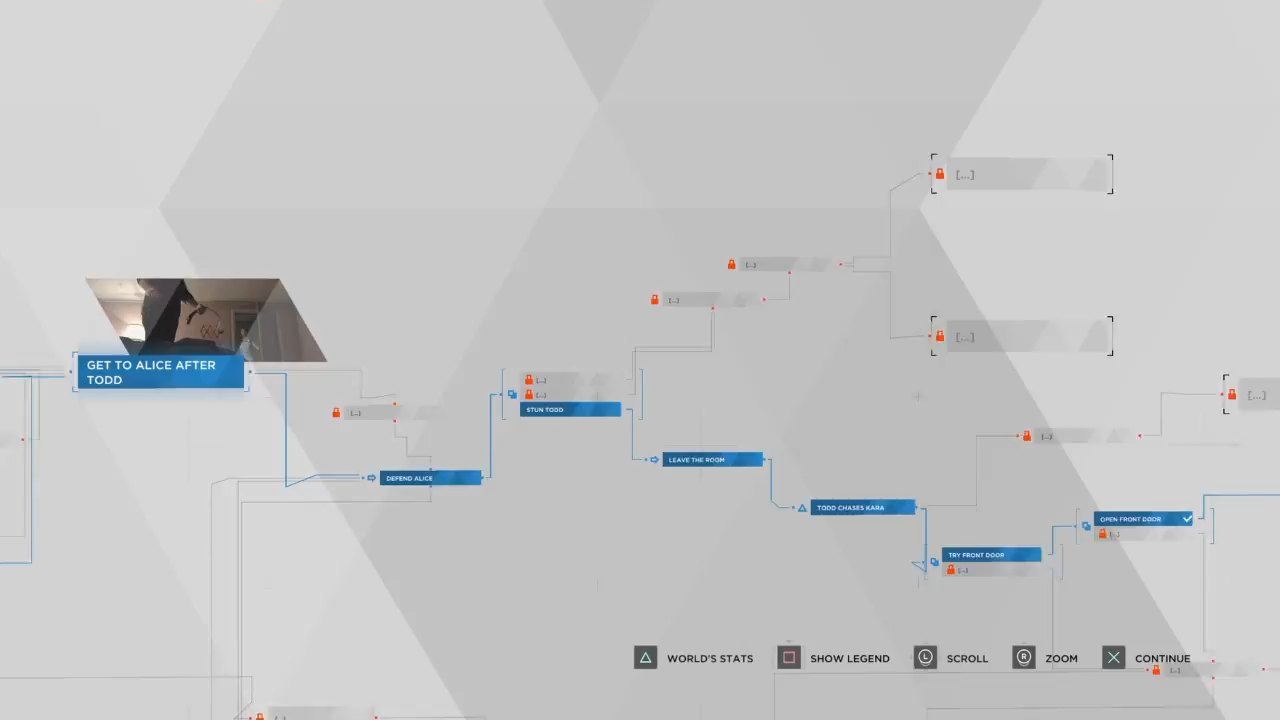 [...]
[...]
[...]
[...]
GET TO ALICE AFTER
TODD
[...]
[...]
[...]
[...]
STUN TODD
[...]
[...]
LEAVE THE ROOM
DEFEND ALICE
TODD CHASES KARA
OPEN FRONT DOOR
[...]
TRY FRONT DOOR
[...]
WORLD'S STATS
SHOW LEGEND
L
SCROLL
R
ZOOM
CONTINUE
[...]
[...]